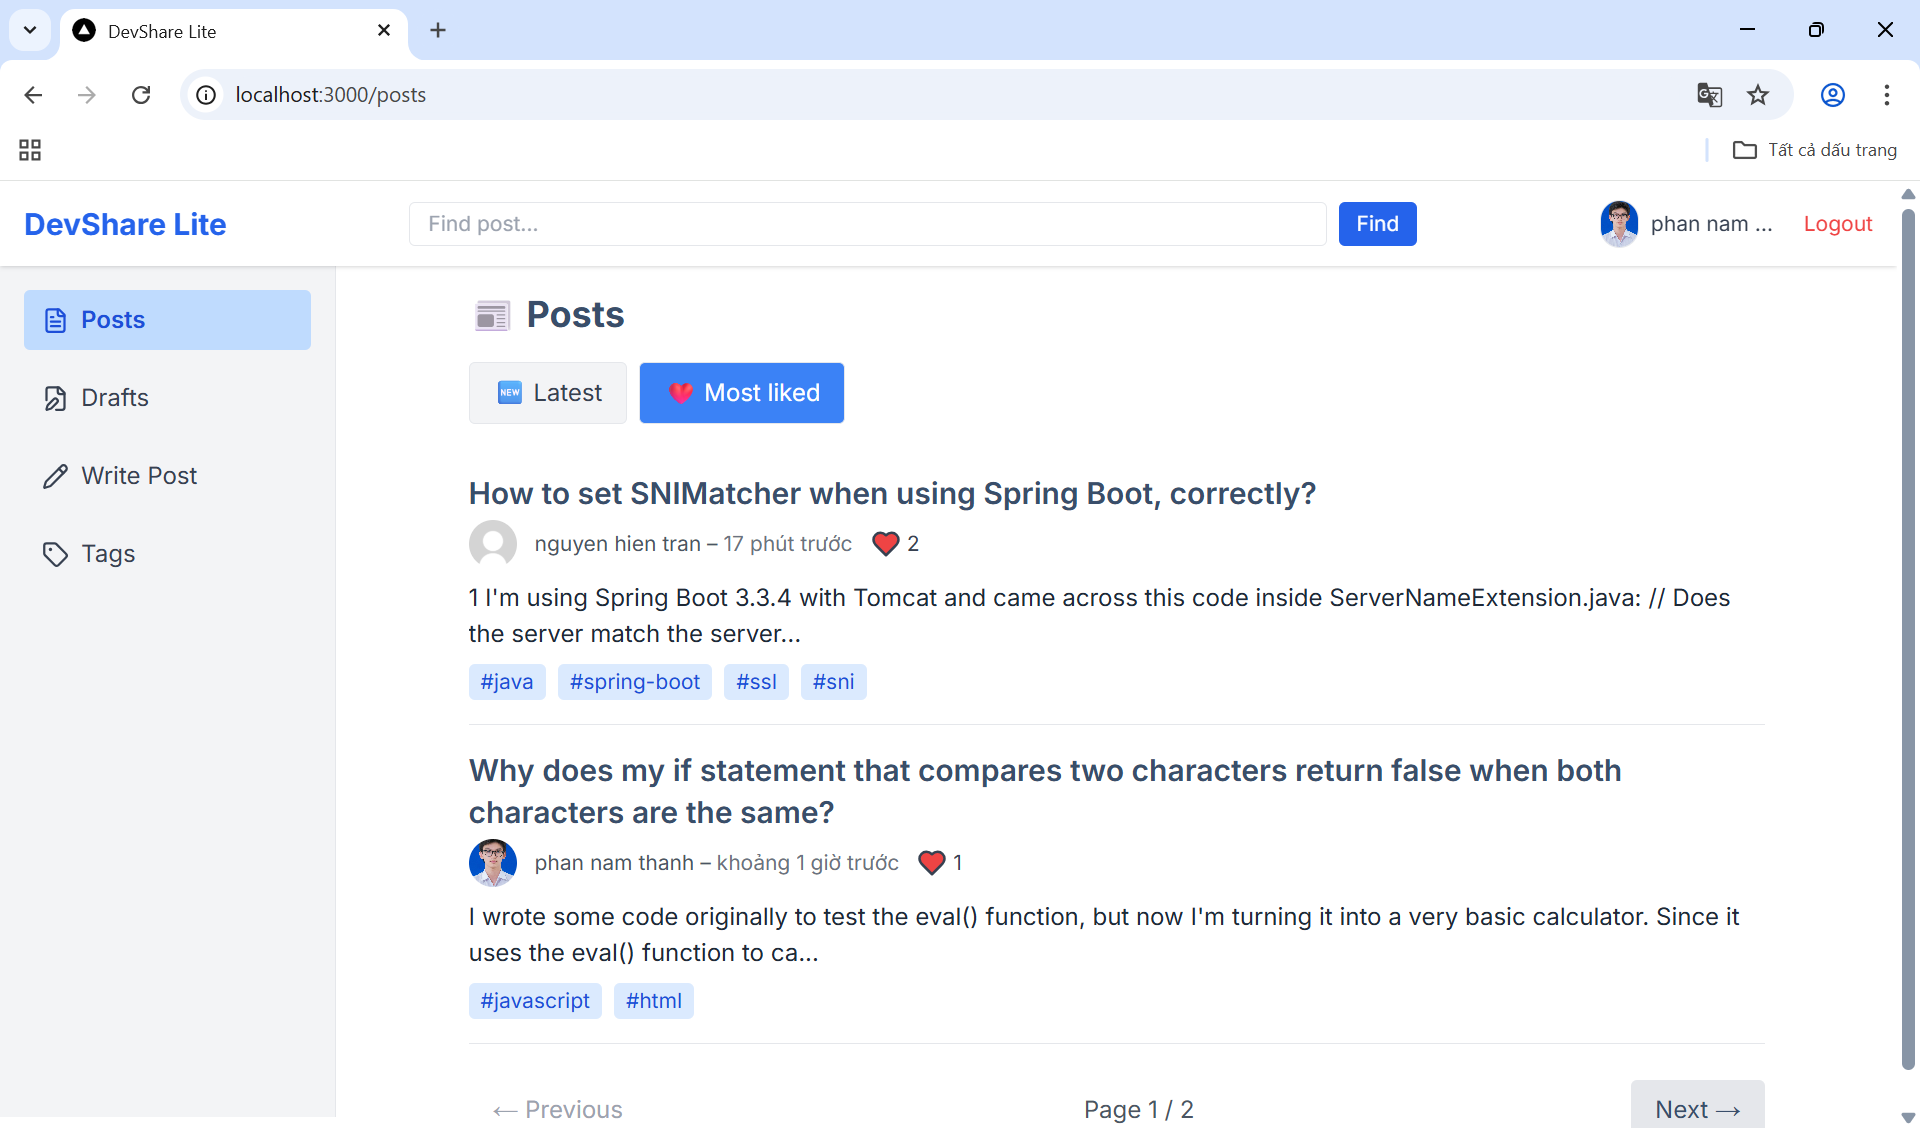 DevShare Lite
localhost:3000/posts
Tất cả dấu trang
DevShare Lite
Find post...
Find
phan nam ...
Logout
Posts
Drafts
Write Post
Tags
Posts
NEW Latest
Most liked
How to set SNIMatcher when using Spring Boot, correctly?
nguyen hien tran – 17 phút trước 2
1 I'm using Spring Boot 3.3.4 with Tomcat and came across this code inside ServerNameExtension.java: // Does
the server match the server...
#java #spring-boot #ssl #sni
Why does my if statement that compares two characters return false when both
characters are the same?
phan nam thanh – khoảng 1 giờ trước 1
I wrote some code originally to test the eval() function, but now I'm turning it into a very basic calculator. Since it
uses the eval() function to ca...
#javascript #html
← Previous
Page 1 / 2
Next →